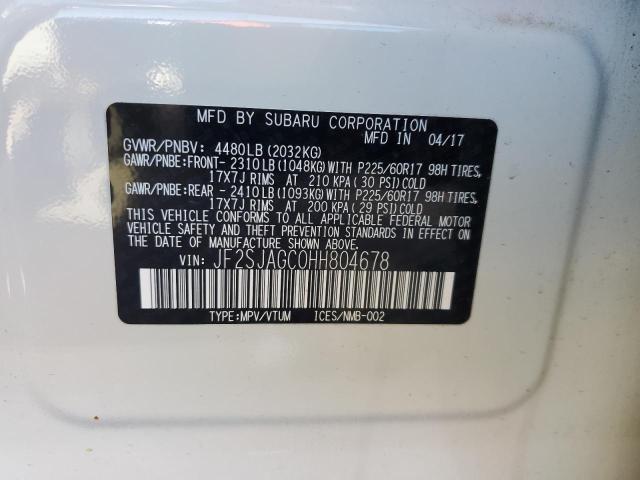 MFD BY SUBARU CORPORATION
MFD IN 04/17
GVWR/PNBV: 4480LB (2032KG)
GAWR/PNBE: FRONT- 2310LB (1048KG) WITH P225/60R17 98H TIRES,
17X7J RIMS AT 210 KPA (30 PSI) COLD
GAWR/PNBE: REAR - 2410LB (1093KG) WITH P225/60R17 98H TIRES,
17X7J RIMS AT 200 KPA (29 PSI) COLD
THIS VEHICLE CONFORMS TO ALL APPLICABLE FEDERAL MOTOR
VEHICLE SAFETY AND THEFT PREVENTION STANDARDS IN EFFECT ON
THE DATE OF MANUFACTURE SHOWN ABOVE.
VIN: JF2SJAGC0HH804678
TYPE:MPV/VTUM ICES/NMB-002